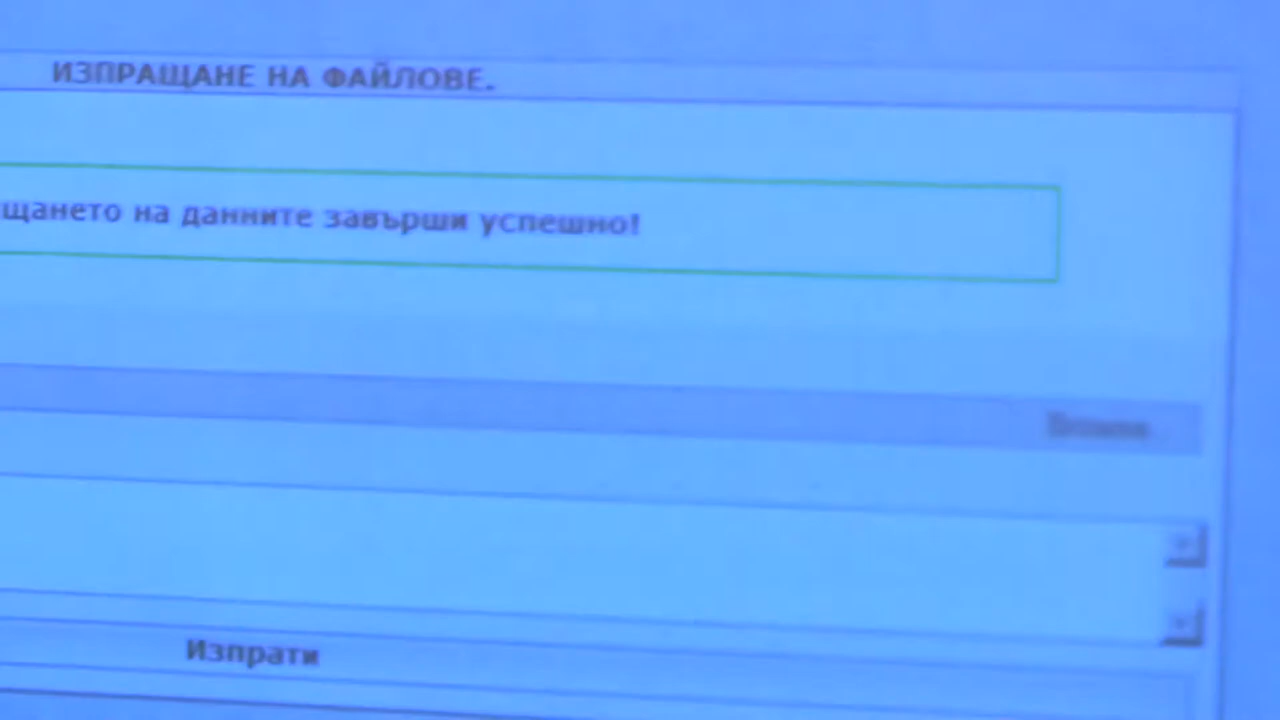 ИЗПРАЩАНЕ НА ФАЙЛОВЕ.
щането на данните завърши успешно!
Изпрати